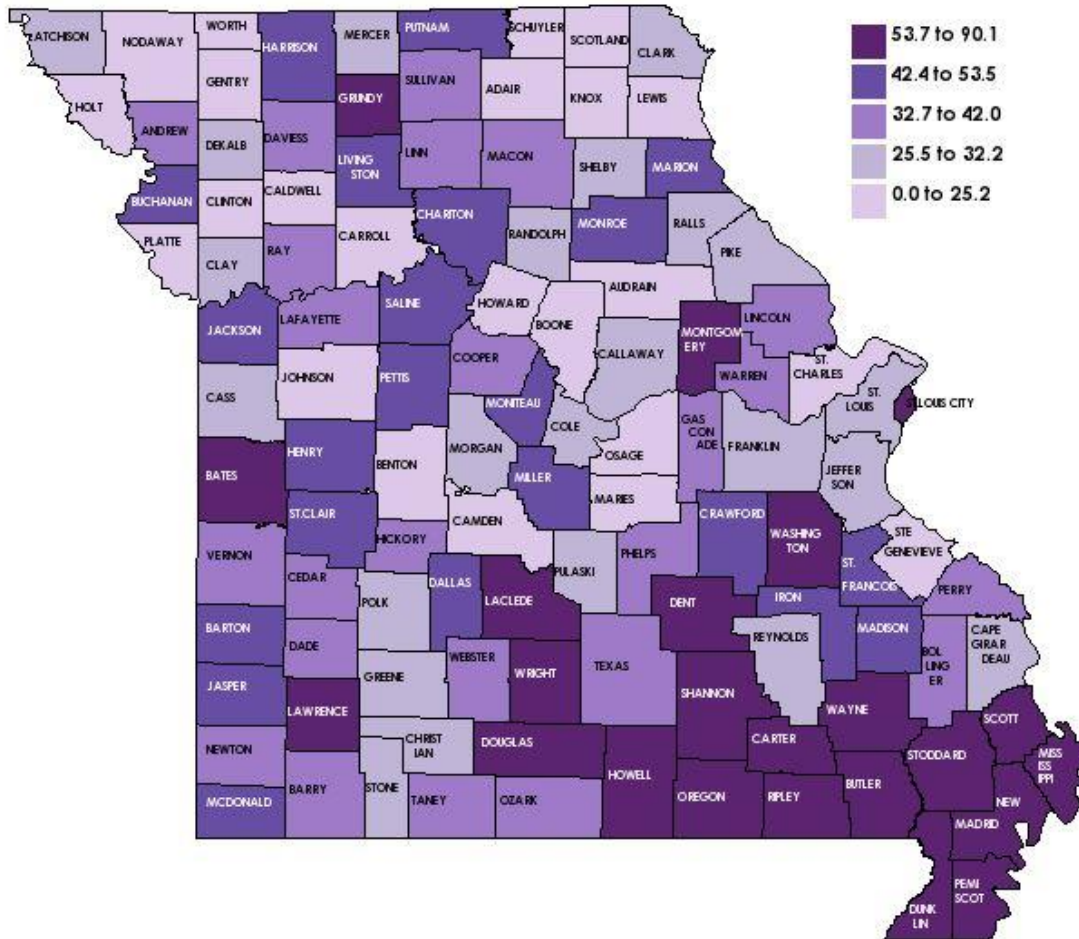 53.7 to 90.1
42.4 to 53.5
32.7 to 42.0
25.5 to 32.2
0.0 to 25.2
ATCHISON
NODAWAY
WORTH
HARRISON
MERCER
PUTNAM
SCHUYLER
SCOTLAND
CLARK
HOLT
GENTRY
GRUNDY
SULLIVAN
ADAIR
KNOX
LEWIS
ANDREW
DEKALB
DAVIESS
LIVING
STON
LINN
MACON
SHELBY
MARION
BUCHANAN
CLINTON
CALDWELL
CHARITON
RANDOLPH
MONROE
RALLS
PIKE
PLATTE
CLAY
RAY
CARROLL
SALINE
HOWARD
BOONE
AUDRAIN
JACKSON
LAFAYETTE
COOPER
CALLAWAY
MONTGOM
ERY
LINCOLN
WARREN
ST.
CHARLES
CASS
JOHNSON
PETTIS
MONITEAU
COLE
OSAGE
GAS
CON
ADE
FRANKLIN
ST.
LOUIS
ST.LOUIS CITY
BATES
HENRY
BENTON
MORGAN
MILLER
MARIES
JEFFER
SON
VERNON
ST.CLAIR
HICKORY
CAMDEN
PULASKI
PHELPS
CRAWFORD
WASHING
TON
STE
GENEVIEVE
ST.
FRANCOIS
PERRY
BARTON
CEDAR
POLK
DALLAS
LACLEDE
DENT
IRON
MADISON
REYNOLDS
BOL
LINGE
ER
CAPE
GIRAR
DEAU
JASPER
DADE
GREENE
WEBSTER
WRIGHT
TEXAS
SHANNON
WAYNE
SCOTT
NEWTON
LAWRENCE
CHRIST
IAN
DOUGLAS
HOWELL
CARTER
STODDARD
MISS
ISS
IPPI
MCDONALD
BARRY
STONE
TANEY
OZARK
OREGON
RIPLEY
BUTLER
NEW
MADRID
DUNK
LIN
PEMI
SCOT